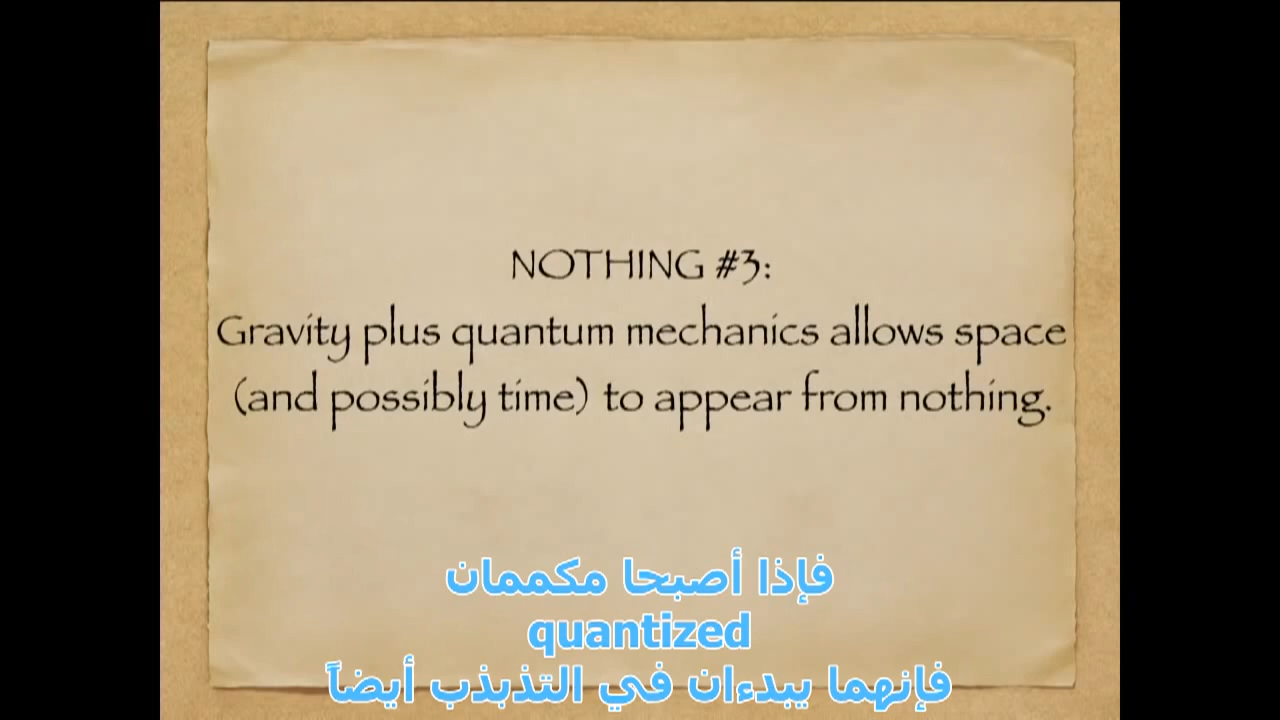 NOTHING #3:
Gravity plus quantum mechanics allows space
(and possibly time) to appear from nothing.
فإذا أصبحا مكممان
quantized
فإنهما يبدءان في التذبذب أيضاً